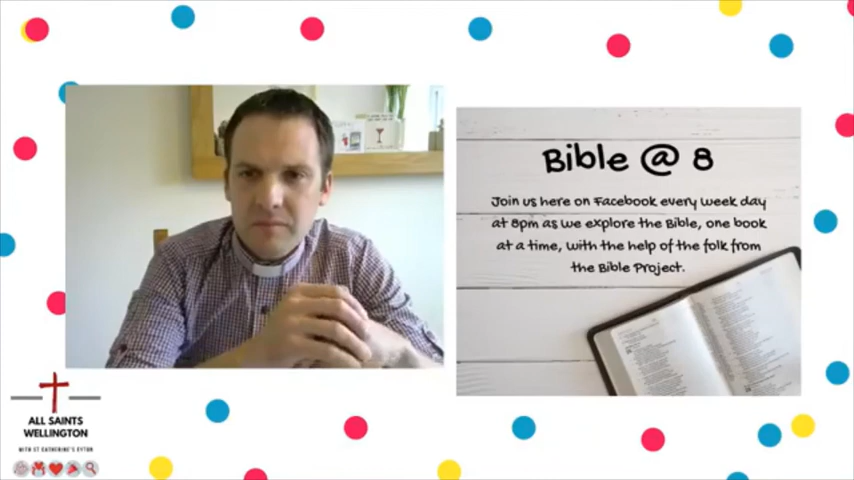 Bible @ 8
Join us here on Facebook every week day
at 8pm as we explore the Bible, one book
at a time, with the help of the folk from
the Bible Project.
ALL SAINTS
WELLINGTON
WITH ST CATHERINE'S EYTON